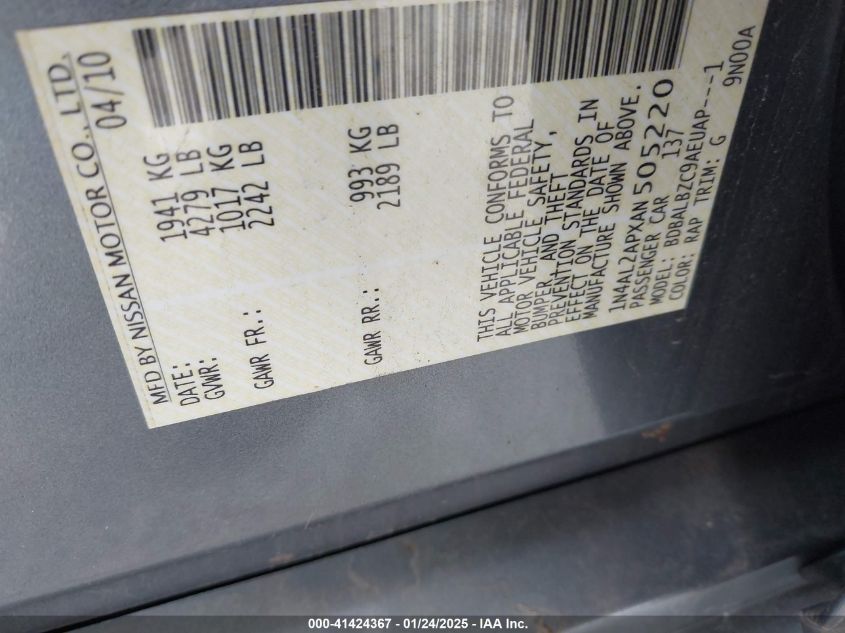 MFD BY NISSAN MOTOR CO., LTD.
DATE: 04/10
GVWR: 1941 KG
4279 LB
GAWR FR.: 1017 KG
2242 LB
GAWR RR.: 993 KG
2189 LB
THIS VEHICLE CONFORMS TO
ALL APPLICABLE FEDERAL
MOTOR VEHICLE SAFETY,
BUMPER, AND THEFT
PREVENTION STANDARDS IN
EFFECT ON THE DATE OF
MANUFACTURE SHOWN ABOVE.
1N4AL2APXAN505220
PASSENGER CAR 137
MODEL: BDBALBZC9AEUAP----1
COLOR: RAP TRIM: G 9N00A
000-41424367 - 01/24/2025 - IAA Inc.